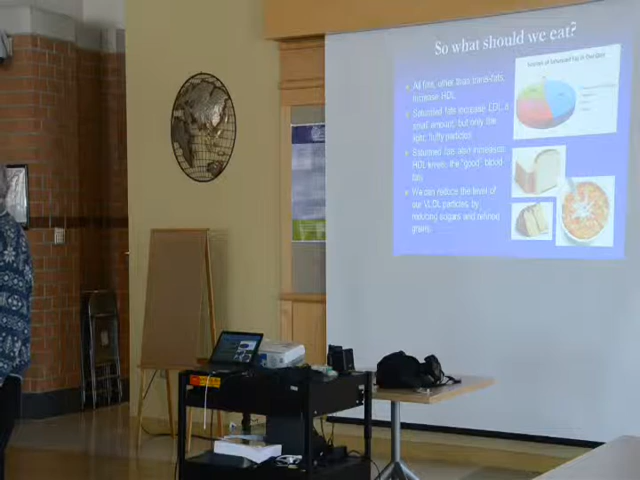 So what should we eat?
All fats, other than trans-fats,
increase HDL
Saturated fats increase LDL a
small amount, but only the
light, fluffy particles
Saturated fats also increases
HDL levels, the "good" blood
fats
We can reduce the level of
our VLDL particles by
reducing sugars and refined
grains